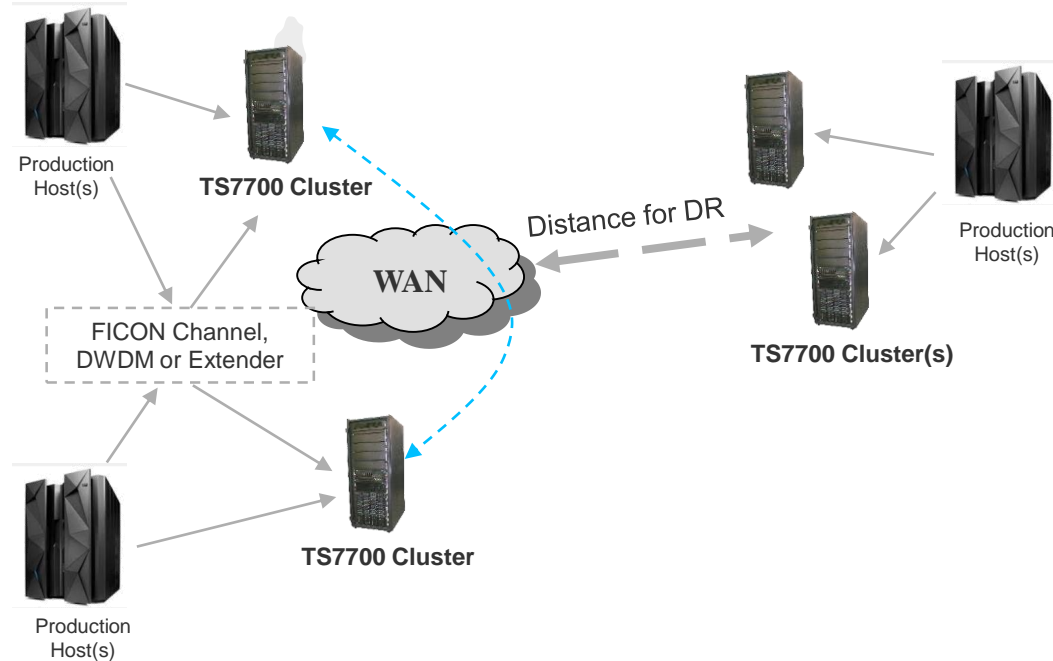 Production
Host(s)
TS7700 Cluster
FICON Channel,
DWDM or Extender
WAN
Distance for DR
Production
Host(s)
TS7700 Cluster(s)
TS7700 Cluster
Production
Host(s)